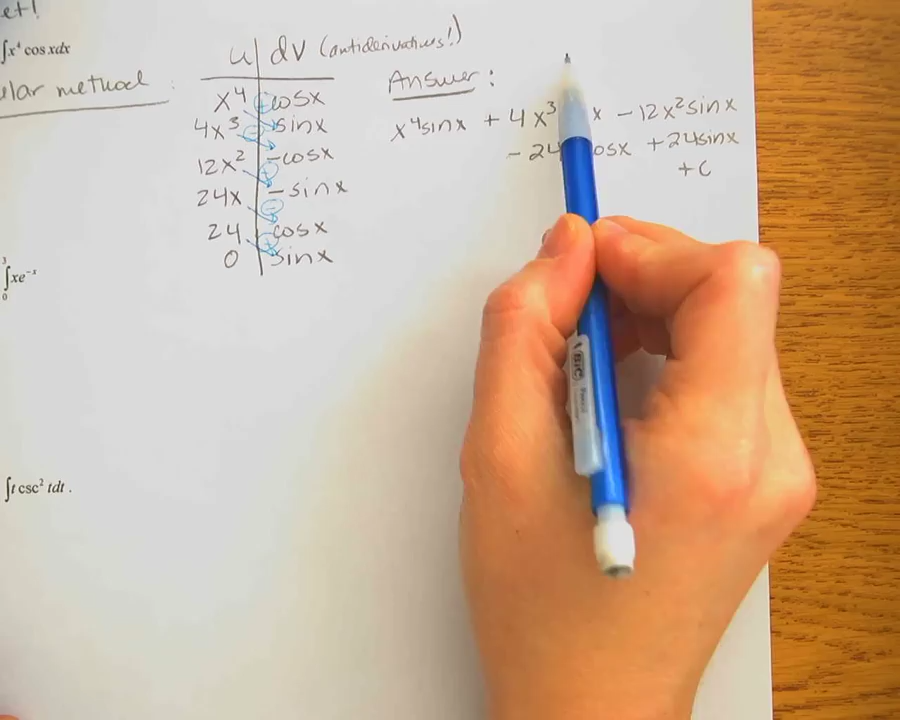 et!
∫x⁴ cos x dx
ular method :
u | dv (antiderivatives!)
x⁴ + cosx
4x³ − sinx
12x² + −cosx
24x − −sinx
24 + cosx
0 sinx
Answer:
x⁴sinx + 4x³ x − 12x²sinx
− 24 osx + 24sinx
+ C
∫₀³ xe⁻ˣ
∫t csc² t dt .
BIC